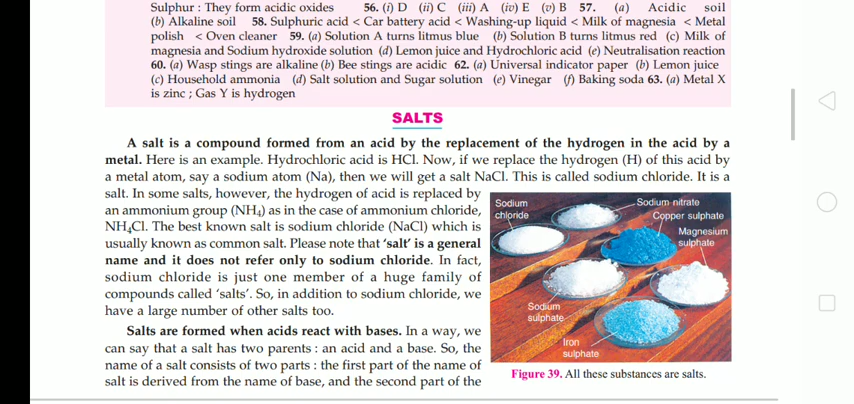 Sulphur : They form acidic oxides 56. (i) D (ii) C (iii) A (iv) E (v) B 57. (a) Acidic soil
(b) Alkaline soil 58. Sulphuric acid < Car battery acid < Washing-up liquid < Milk of magnesia < Metal
polish < Oven cleaner 59. (a) Solution A turns litmus blue (b) Solution B turns litmus red (c) Milk of
magnesia and Sodium hydroxide solution (d) Lemon juice and Hydrochloric acid (e) Neutralisation reaction
60. (a) Wasp stings are alkaline (b) Bee stings are acidic 62. (a) Universal indicator paper (b) Lemon juice
(c) Household ammonia (d) Salt solution and Sugar solution (e) Vinegar (f) Baking soda 63. (a) Metal X
is zinc ; Gas Y is hydrogen
SALTS
A salt is a compound formed from an acid by the replacement of the hydrogen in the acid by a
metal. Here is an example. Hydrochloric acid is HCl. Now, if we replace the hydrogen (H) of this acid by
a metal atom, say a sodium atom (Na), then we will get a salt NaCl. This is called sodium chloride. It is a
salt. In some salts, however, the hydrogen of acid is replaced by
an ammonium group (NH₄) as in the case of ammonium chloride,
NH₄Cl. The best known salt is sodium chloride (NaCl) which is
usually known as common salt. Please note that 'salt' is a general
name and it does not refer only to sodium chloride. In fact,
sodium chloride is just one member of a huge family of
compounds called 'salts'. So, in addition to sodium chloride, we
have a large number of other salts too.
Salts are formed when acids react with bases. In a way, we
can say that a salt has two parents : an acid and a base. So, the
name of a salt consists of two parts : the first part of the name of
salt is derived from the name of base, and the second part of the
Sodium
chloride
Sodium nitrate
Copper sulphate
Magnesium
sulphate
Sodium
sulphate
Iron
sulphate
Figure 39. All these substances are salts.